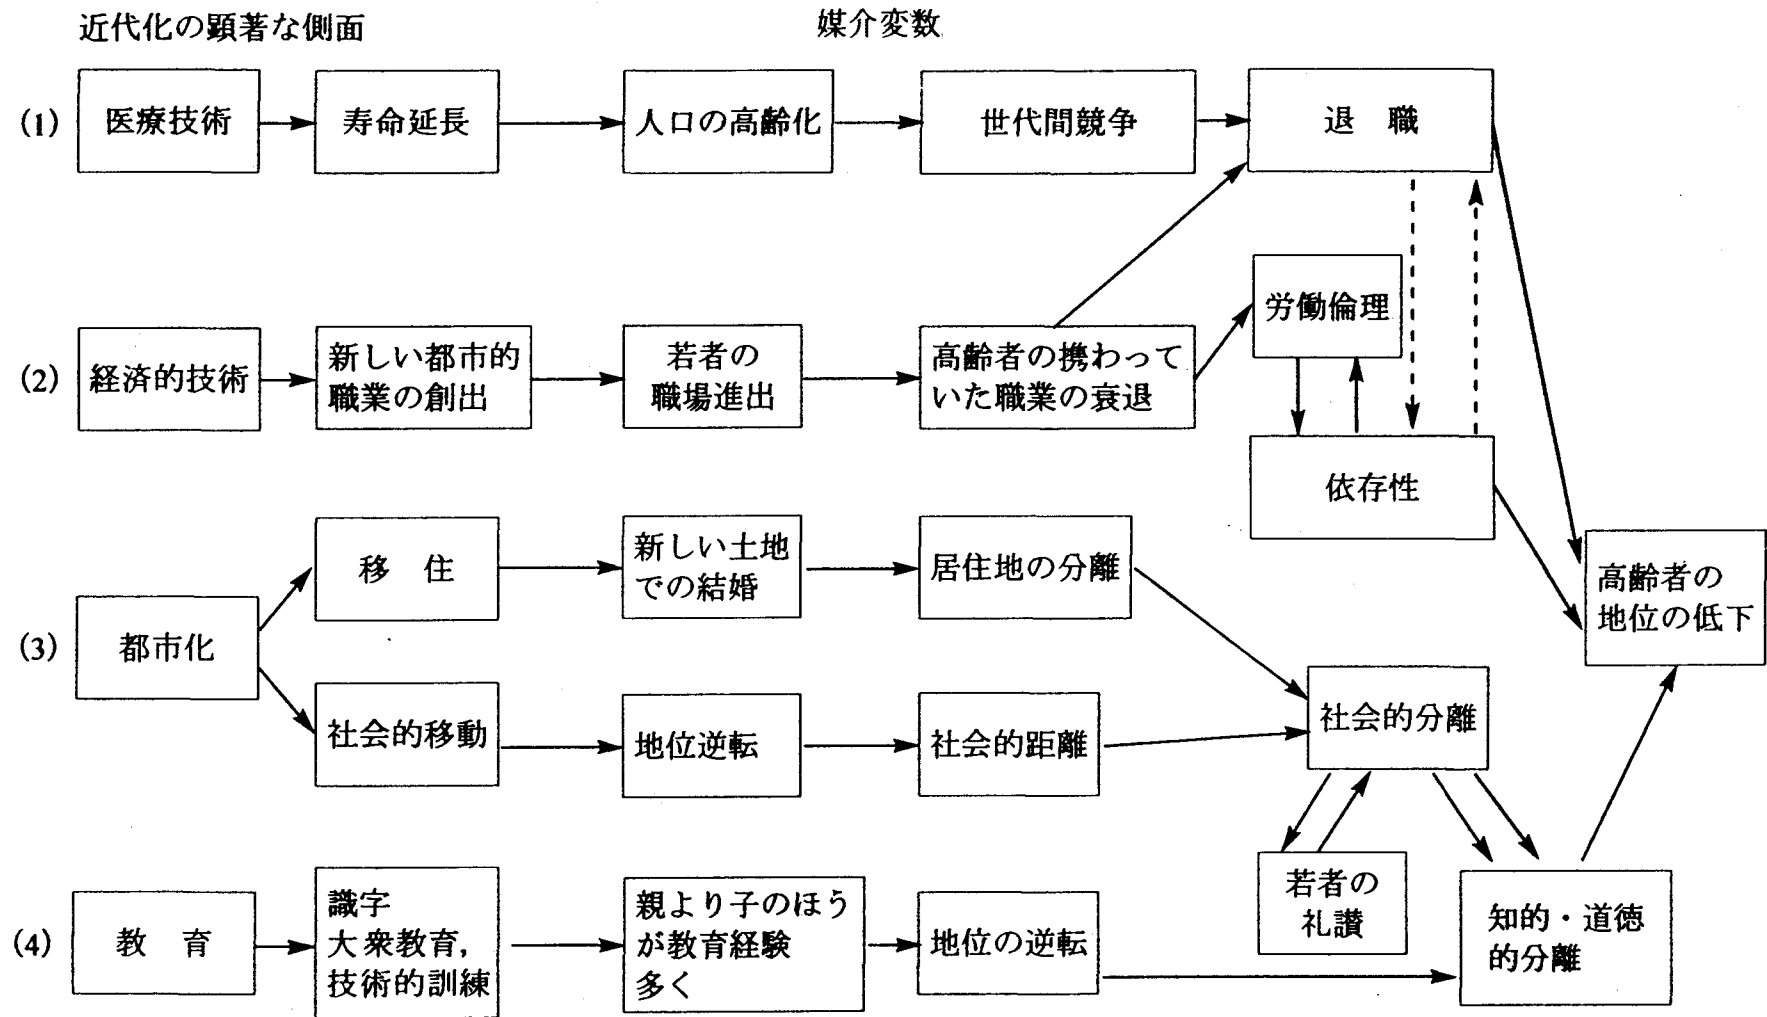 近代化の顕著な側面
媒介変数
(1)
医療技術
寿命延長
人口の高齢化
世代間競争
退 職
労働倫理
(2)
経済的技術
新しい都市的
職業の創出
若者の
職場進出
高齢者の携わって
いた職業の衰退
依存性
(3)
都市化
移 住
新しい土地
での結婚
居住地の分離
高齢者の
地位の低下
社会的移動
地位逆転
社会的距離
社会的分離
若者の
礼讃
(4)
教 育
識字
大衆教育,
技術的訓練
親より子のほう
が教育経験
多く
地位の逆転
知的・道徳
的分離